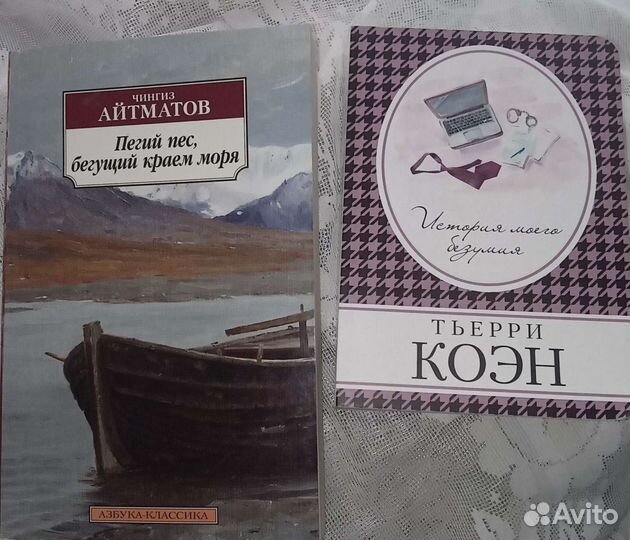 ЧИНГИЗ
АЙТМАТОВ
Пегий пес,
бегущий краем моря
АЗБУКА-КЛАССИКА
История моего
безумия
ТЬЕРРИ
КОЭН
Avito